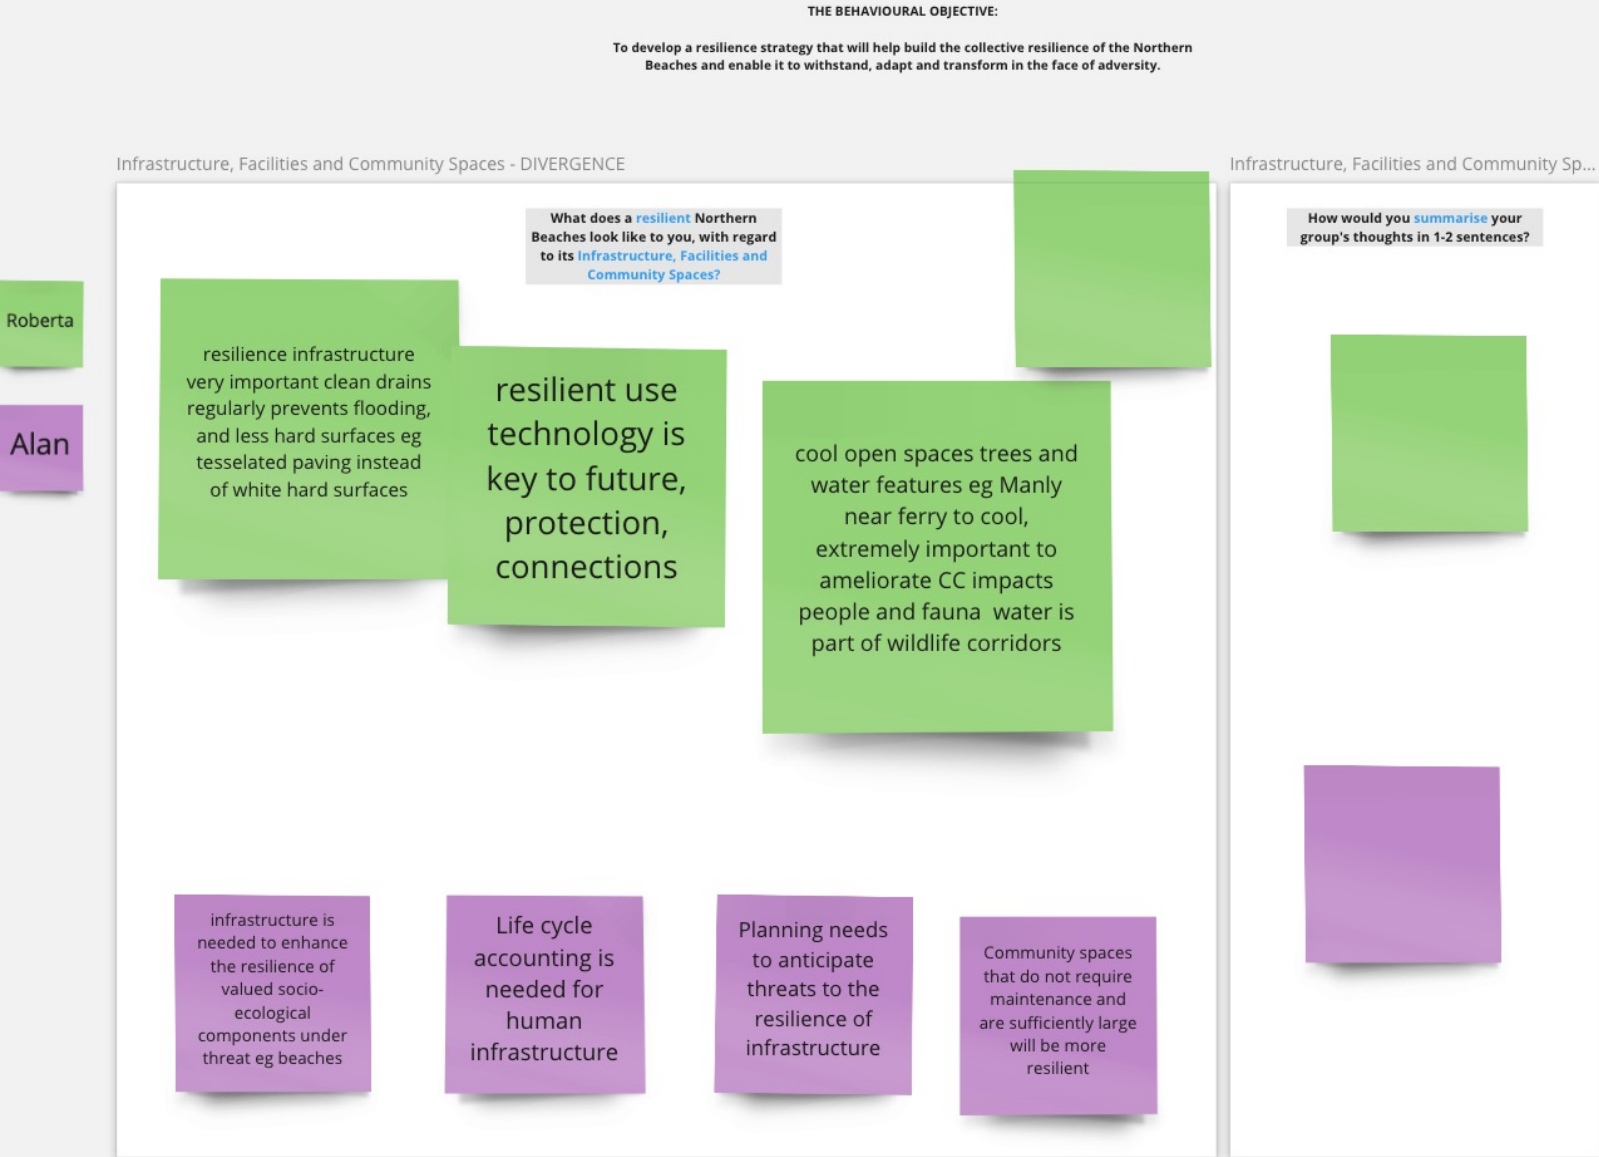 THE BEHAVIOURAL OBJECTIVE:
To develop a resilience strategy that will help build the collective resilience of the Northern
Beaches and enable it to withstand, adapt and transform in the face of adversity.
Infrastructure, Facilities and Community Spaces - DIVERGENCE
Infrastructure, Facilities and Community Sp...
What does a resilient Northern
Beaches look like to you, with regard
to its Infrastructure, Facilities and
Community Spaces?
How would you summarise your
group's thoughts in 1-2 sentences?
Roberta
Alan
resilience infrastructure
very important clean drains
regularly prevents flooding,
and less hard surfaces eg
tesselated paving instead
of white hard surfaces
resilient use
technology is
key to future,
protection,
connections
cool open spaces trees and
water features eg Manly
near ferry to cool,
extremely important to
ameliorate CC impacts
people and fauna  water is
part of wildlife corridors
infrastructure is
needed to enhance
the resilience of
valued socio-
ecological
components under
threat eg beaches
Life cycle
accounting is
needed for
human
infrastructure
Planning needs
to anticipate
threats to the
resilience of
infrastructure
Community spaces
that do not require
maintenance and
are sufficiently large
will be more
resilient